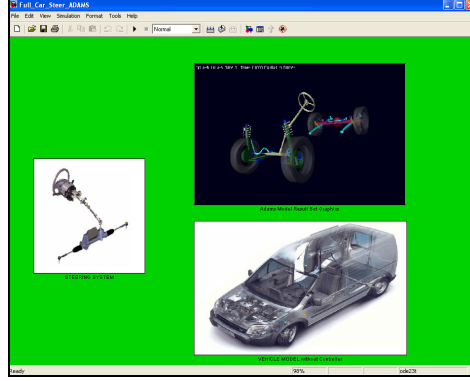 Full_Car_Steer_ADAMS
File Edit View Simulation Format Tools Help
Normal
Adams Model Report Set Graphics
STEERING SYSTEM
VEHICLE MODEL without Controller
Ready 98% ode23t